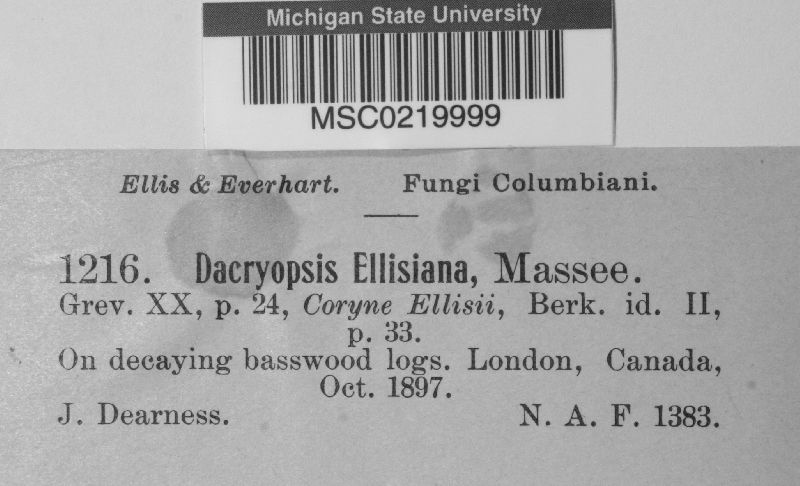 Michigan State University
MSC0219999
Ellis & Everhart. Fungi Columbiani.
1216. Dacryopsis Ellisiana, Massee.
Grev. XX, p. 24, Coryne Ellisii, Berk. id. II,
p. 33.
On decaying basswood logs. London, Canada,
Oct. 1897.
J. Dearness. N. A. F. 1383.